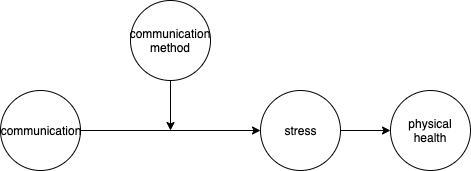 communication
method
communication
stress
physical
health